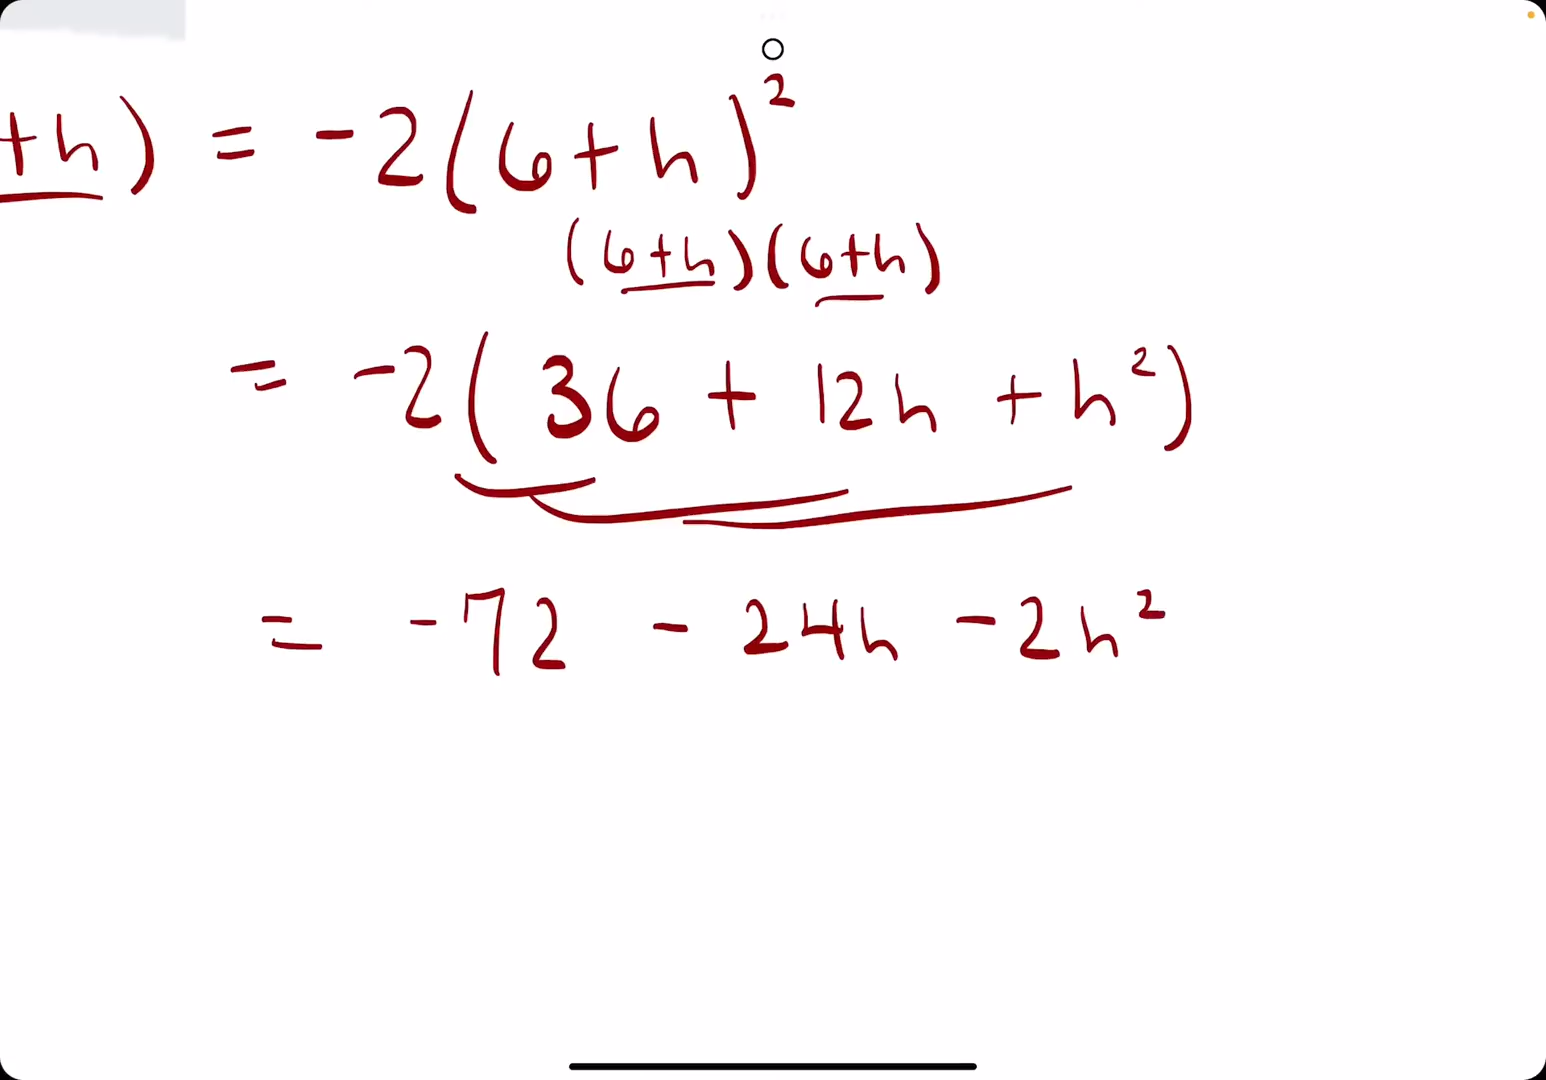 +h) = -2(6+h)²
(6+h)(6+h)
= -2(36 + 12h + h²)
= -72 - 24h - 2h²